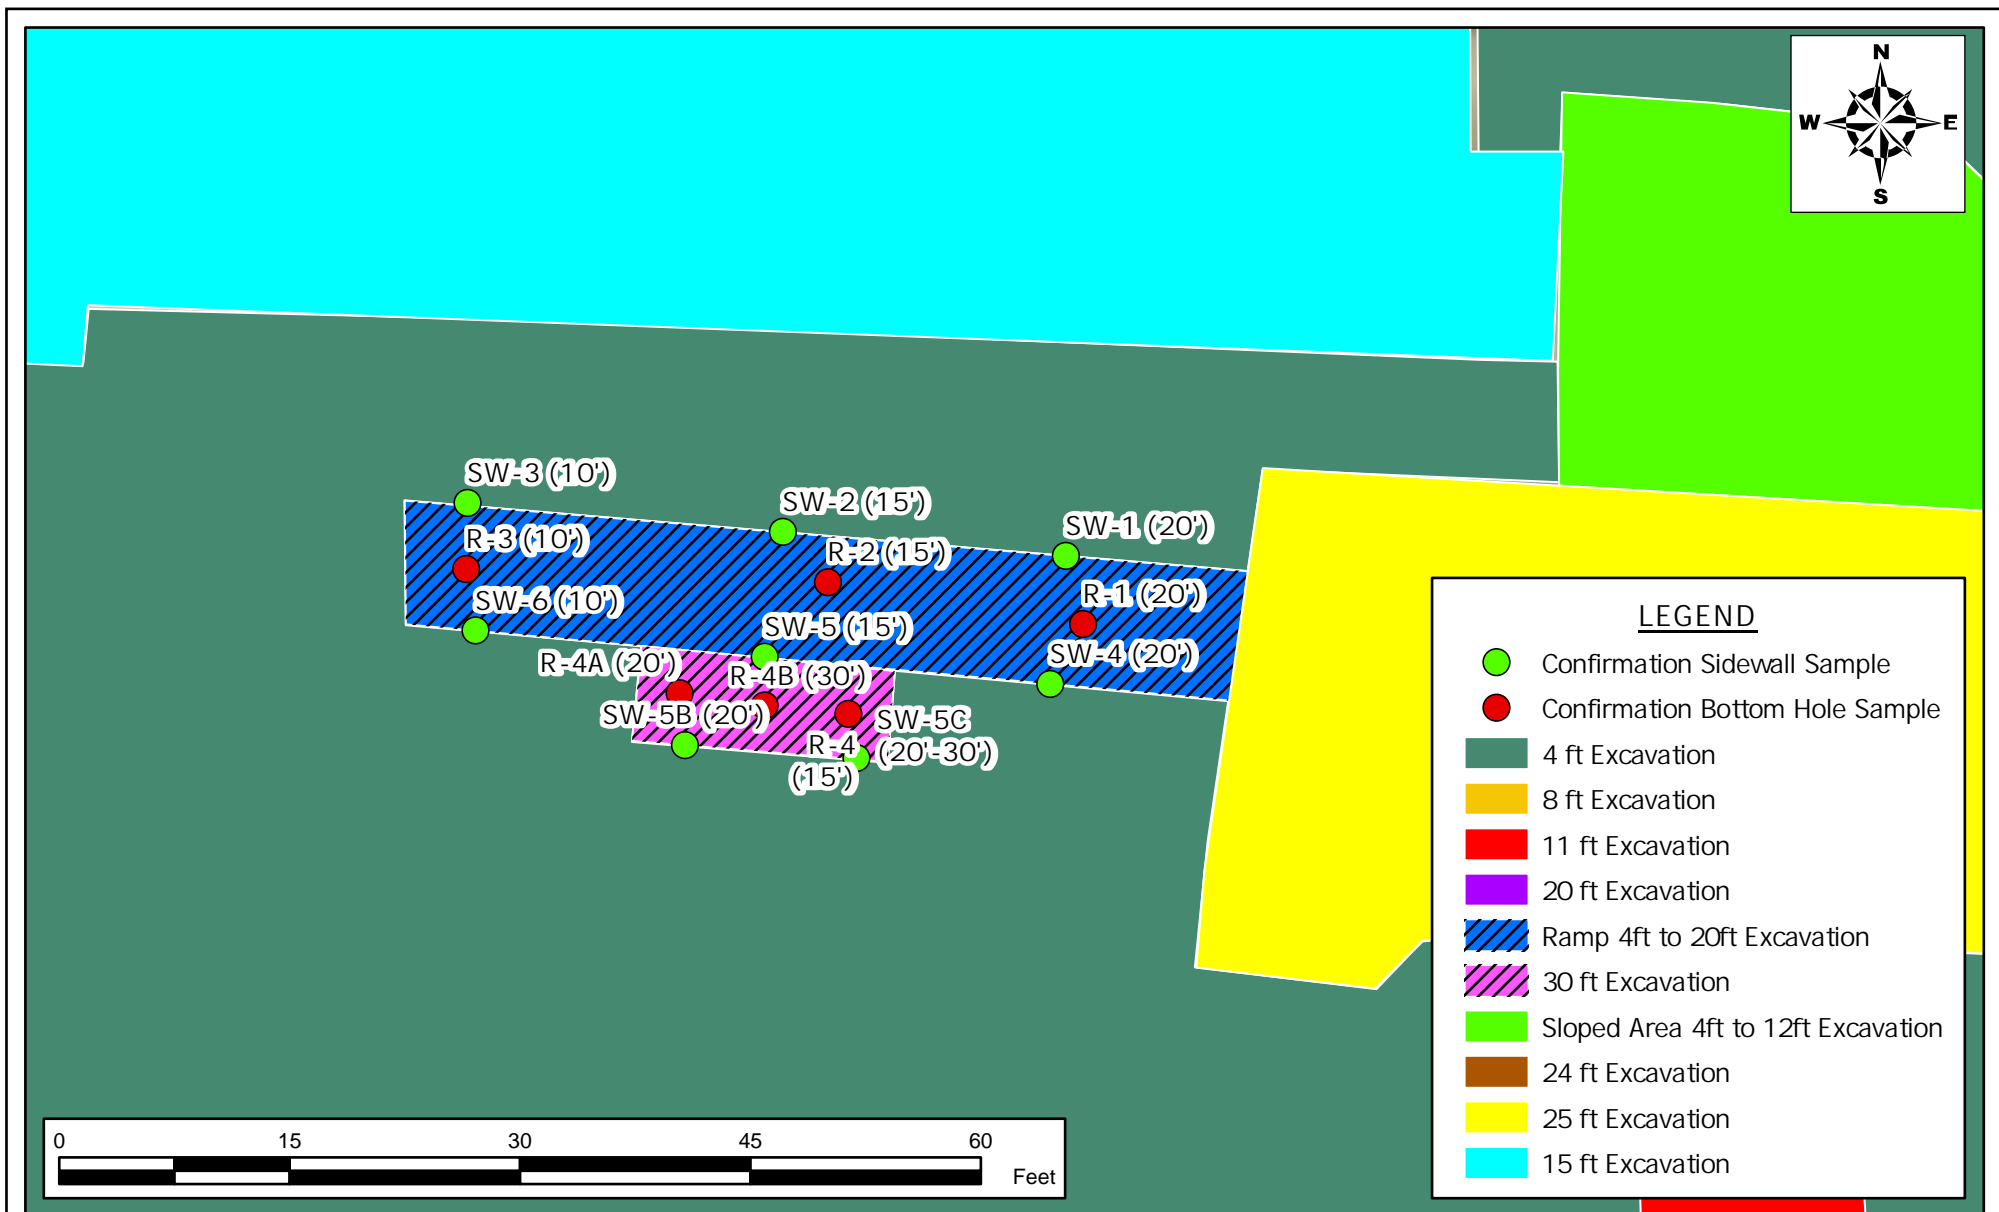 N
W E
S
SW-3 (10')
SW-2 (15')
SW-1 (20')
R-3 (10')
R-2 (15')
R-1 (20')
SW-6 (10')
SW-5 (15')
SW-4 (20')
R-4A (20')
R-4B (30')
SW-5B (20')
SW-5C
(20'-30')
R-4
(15')
LEGEND
Confirmation Sidewall Sample
Confirmation Bottom Hole Sample
4 ft Excavation
8 ft Excavation
11 ft Excavation
20 ft Excavation
Ramp 4ft to 20ft Excavation
30 ft Excavation
Sloped Area 4ft to 12ft Excavation
24 ft Excavation
25 ft Excavation
15 ft Excavation
0 15 30 45 60
Feet